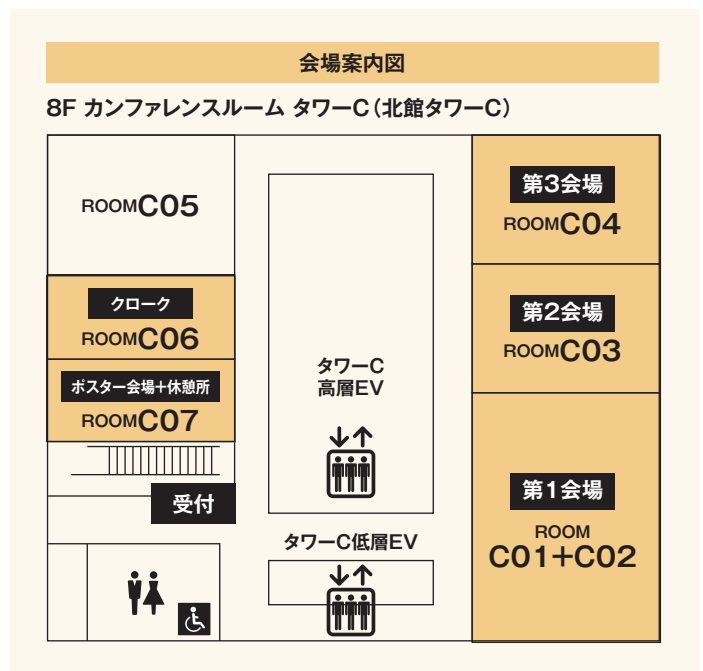 会場案内図
8F カンファレンスルーム タワーC(北館タワーC)
ROOMC05
クローク
ROOMC06
ポスター会場+休憩所
ROOMC07
受付
タワーC
高層EV
タワーC低層EV
第3会場
ROOMC04
第2会場
ROOMC03
第1会場
ROOM
C01+C02